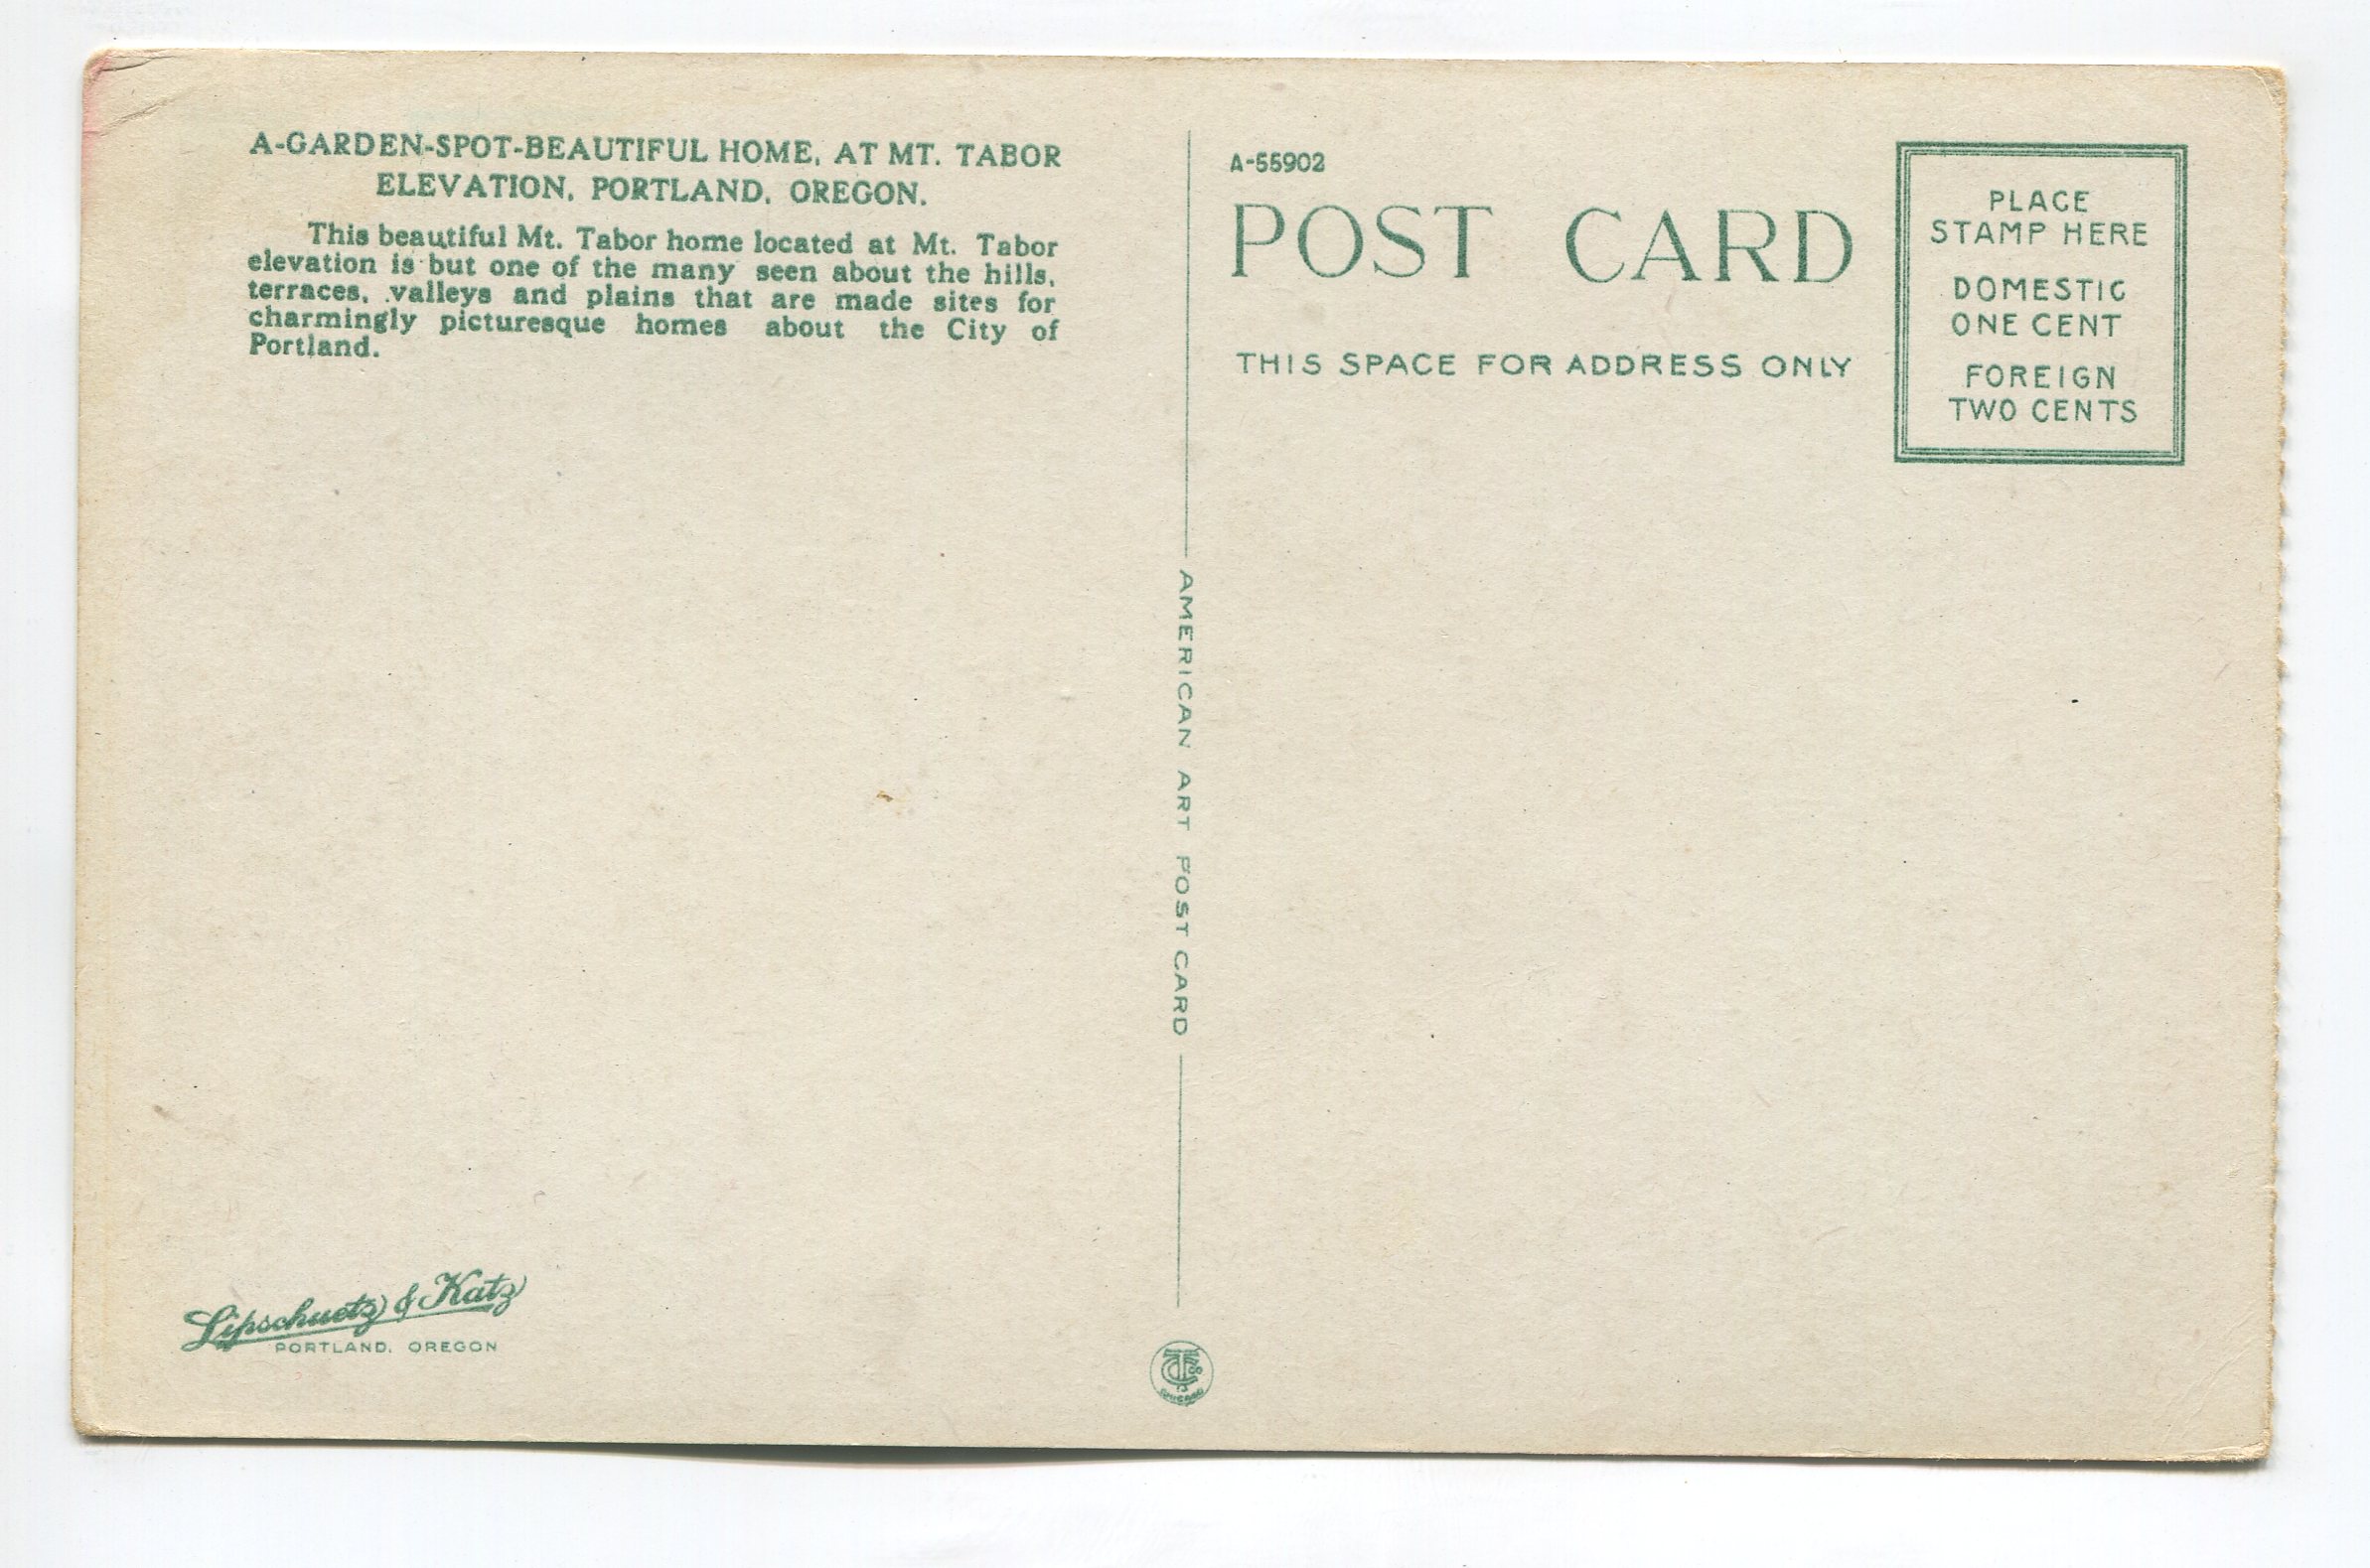 A-GARDEN-SPOT-BEAUTIFUL HOME, AT MT. TABOR
ELEVATION, PORTLAND, OREGON.
This beautiful Mt. Tabor home located at Mt. Tabor
elevation is but one of the many seen about the hills,
terraces, valleys and plains that are made sites for
charmingly picturesque homes about the City of
Portland.
Lipschuetz & Katz
PORTLAND, OREGON
AMERICAN ART POST CARD
A-55902
POST CARD
THIS SPACE FOR ADDRESS ONLY
PLACE
STAMP HERE
DOMESTIC
ONE CENT
FOREIGN
TWO CENTS
CHICAGO